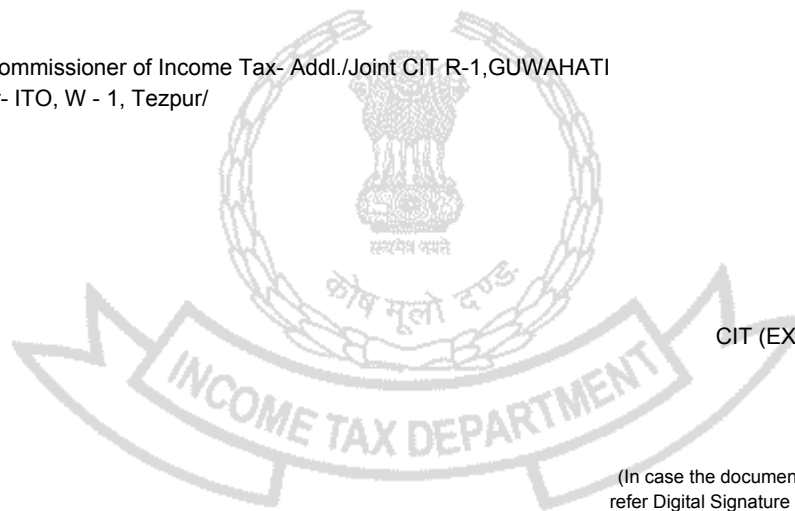 ommissioner of Income Tax- Addl./Joint CIT R-1,GUWAHATI
- ITO, W - 1, Tezpur/
सत्यमेव जयते
कोष मूलो दण्डः
CIT (EX
INCOME TAX DEPARTMENT
(In case the documen
refer Digital Signature